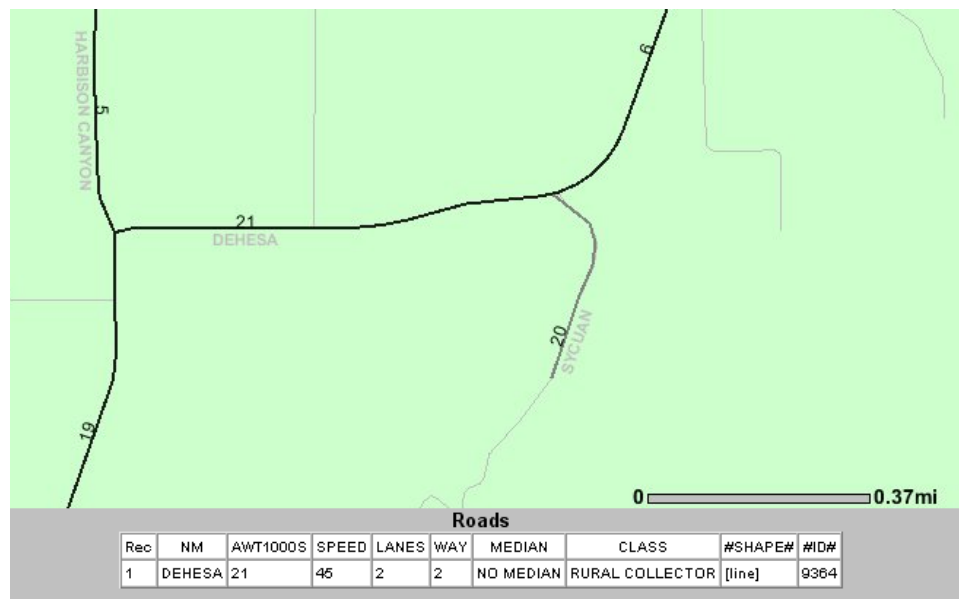 HARBISON CANYON
5
6
21
DEHESA
20
SYCUAN
19
0 0.37mi
Roads
Rec NM AWT1000S SPEED LANES WAY MEDIAN CLASS #SHAPE# #ID#
1 DEHESA 21 45 2 2 NO MEDIAN RURAL COLLECTOR [line] 9364